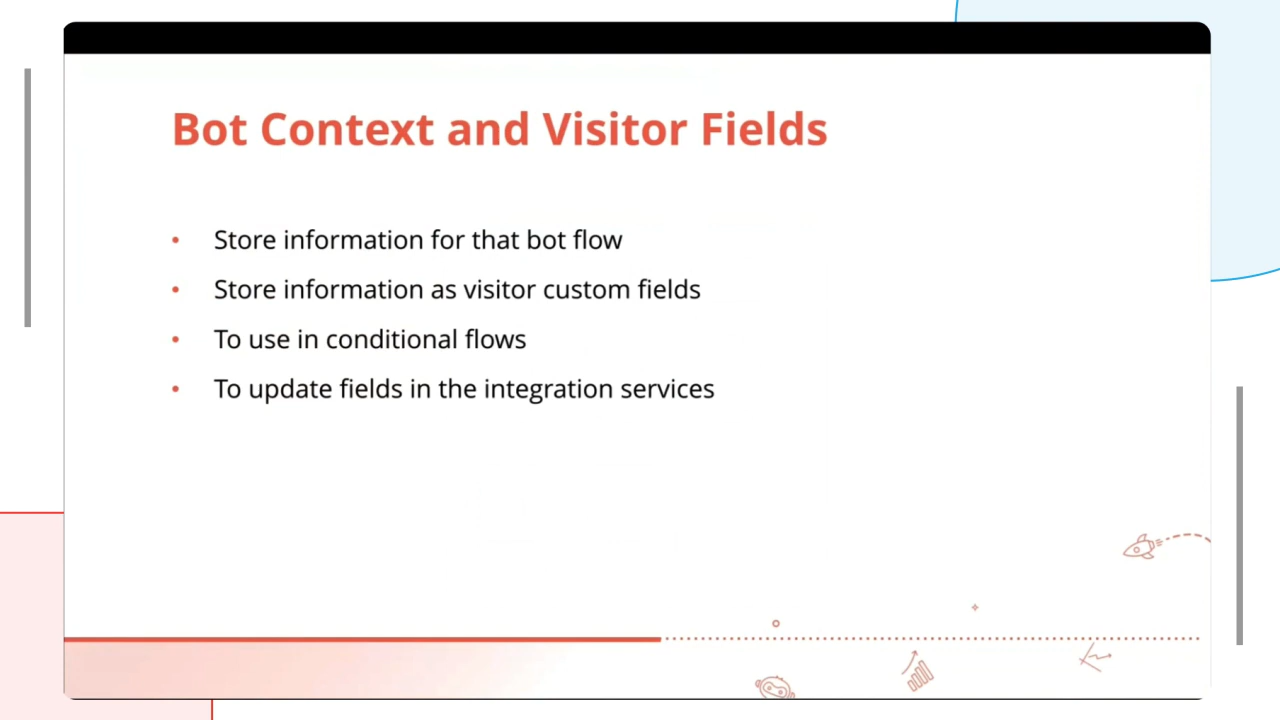 Bot Context and Visitor Fields
• Store information for that bot flow
• Store information as visitor custom fields
• To use in conditional flows
• To update fields in the integration services